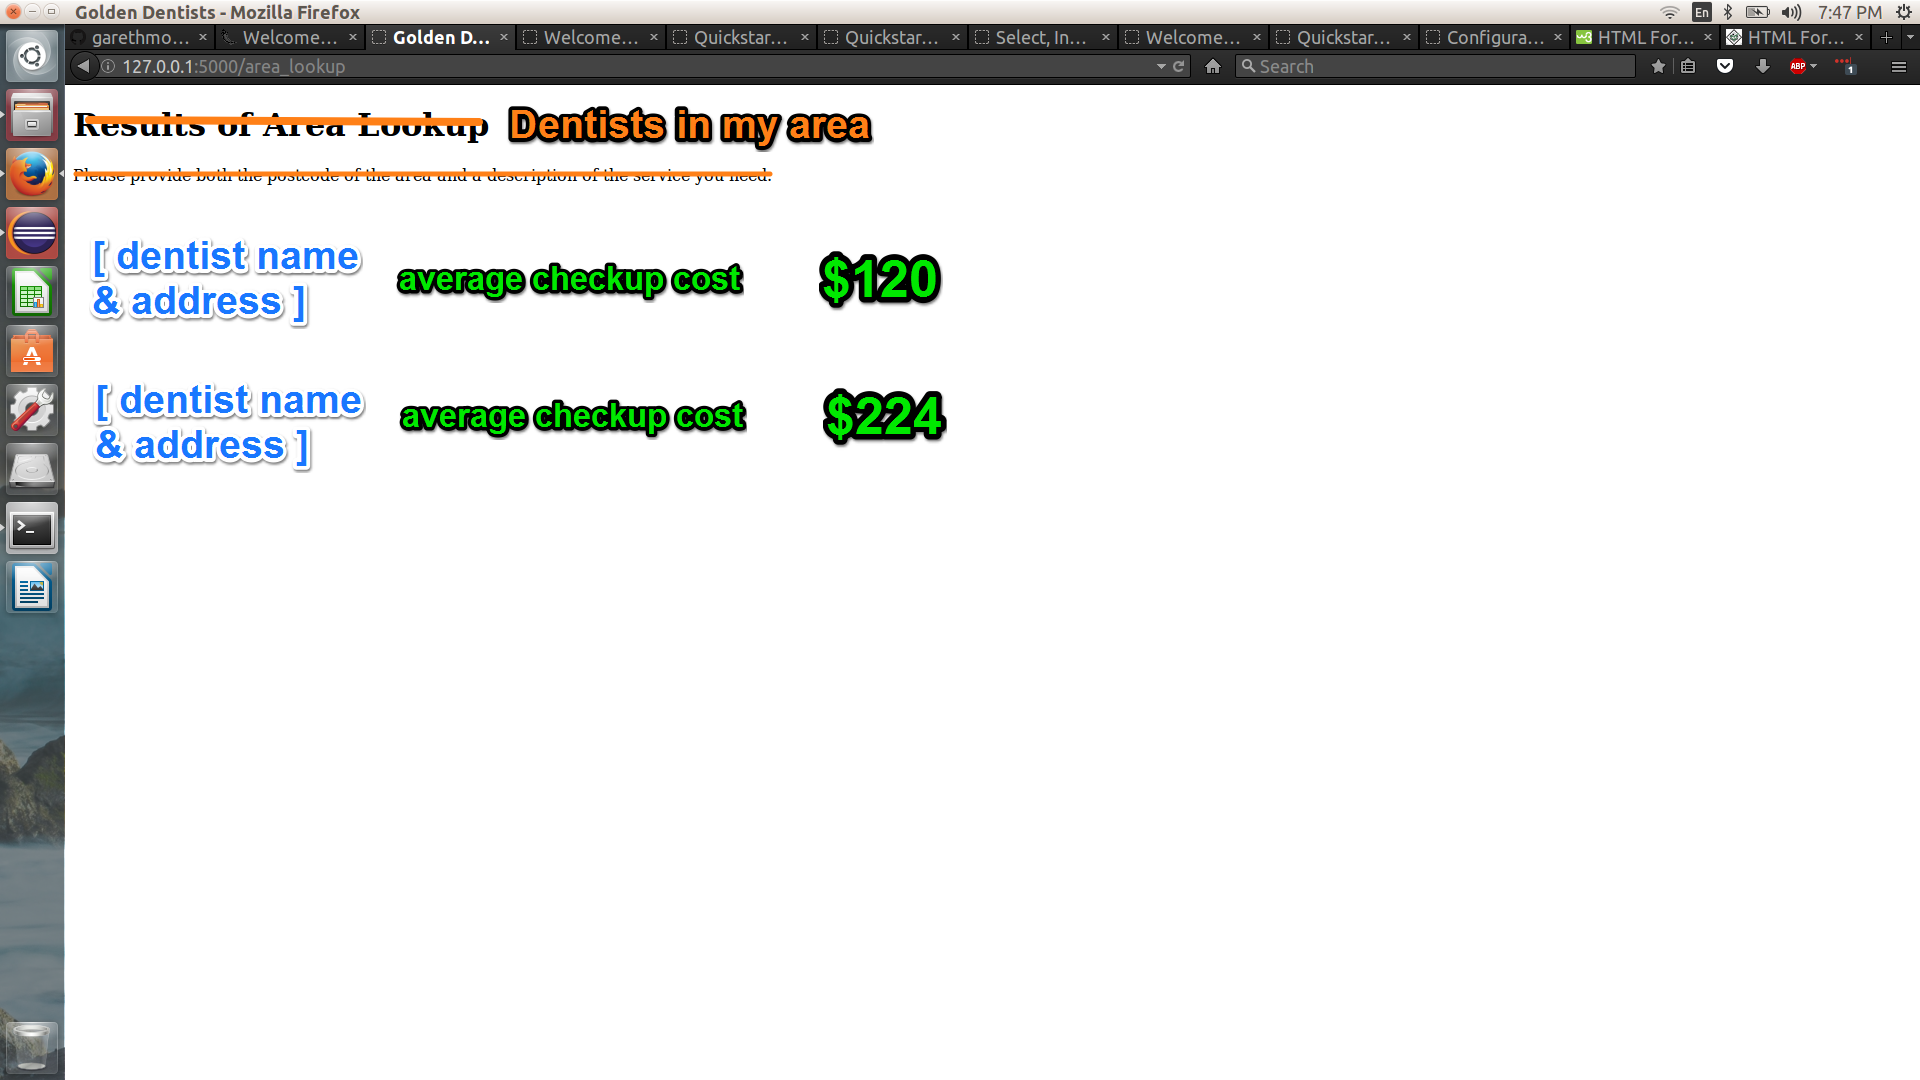 Golden Dentists - Mozilla Firefox
En
7:47 PM
garethmo...
Welcome...
Golden D...
Welcome...
Quickstar...
Quickstar...
Select, In...
Welcome...
Quickstar...
Configura...
HTML For...
HTML For...
127.0.0.1:5000/area_lookup
Search
ABP
1
Results of Area Lookup
Dentists in my area
Please provide both the postcode of the area and a description of the service you need.
[ dentist name
& address ]
average checkup cost
$120
[ dentist name
& address ]
average checkup cost
$224